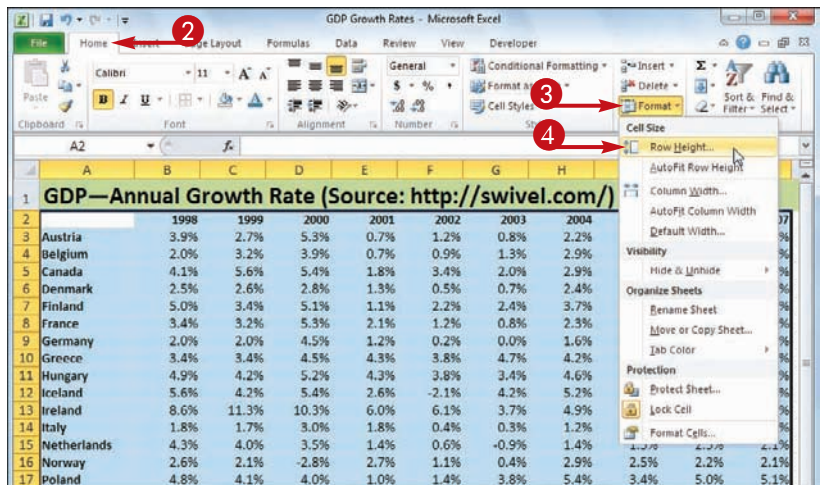 GDP Growth Rates - Microsoft Excel
2
File Home Insert Page Layout Formulas Data Review View Developer
Calibri 11 A A General Conditional Formatting Insert Σ
Paste B I U A $ % , Format as 3 Delete Sort & Filter Find & Select
Cell Styles Format
Clipboard Font Alignment Number
4
Cell Size
A2 fx Row Height...
A B C D E F G H
AutoFit Row Height
1 GDP—Annual Growth Rate (Source: http://swivel.com/)
Column Width...
AutoFit Column Width
2 1998 1999 2000 2001 2002 2003 2004 07
Default Width...
3 Austria 3.9% 2.7% 5.3% 0.7% 1.2% 0.8% 2.2% %
Visibility
4 Belgium 2.0% 3.2% 3.9% 0.7% 0.9% 1.3% 2.9% %
Hide & Unhide
5 Canada 4.1% 5.6% 5.4% 1.8% 3.4% 2.0% 2.9% %
Organize Sheets
6 Denmark 2.5% 2.6% 2.8% 1.3% 0.5% 0.7% 2.4% %
Rename Sheet
7 Finland 5.0% 3.4% 5.1% 1.1% 2.2% 2.4% 3.7% %
Move or Copy Sheet...
8 France 3.4% 3.2% 5.3% 2.1% 1.2% 0.8% 2.3% %
Tab Color
9 Germany 2.0% 2.0% 4.5% 1.2% 0.2% 0.0% 1.6% %
Protection
10 Greece 3.4% 3.4% 4.5% 4.3% 3.8% 4.7% 4.2% %
11 Hungary 4.9% 4.2% 5.2% 4.3% 3.8% 3.4% 4.6% %
Protect Sheet...
12 Iceland 5.6% 4.2% 5.4% 2.6% -2.1% 4.2% 5.2% %
Lock Cell
13 Ireland 8.6% 11.3% 10.3% 6.0% 6.1% 3.7% 4.9% %
14 Italy 1.8% 1.7% 3.0% 1.8% 0.4% 0.3% 1.2% %
Format Cells...
15 Netherlands 4.3% 4.0% 3.5% 1.4% 0.6% -0.9% 1.4%
16 Norway 2.6% 2.1% -2.8% 2.7% 1.1% 0.4% 2.9% 2.5% 2.2% 2.1%
17 Poland 4.8% 4.1% 4.0% 1.0% 1.4% 3.8% 5.4% 3.4% 5.0% 5.1%